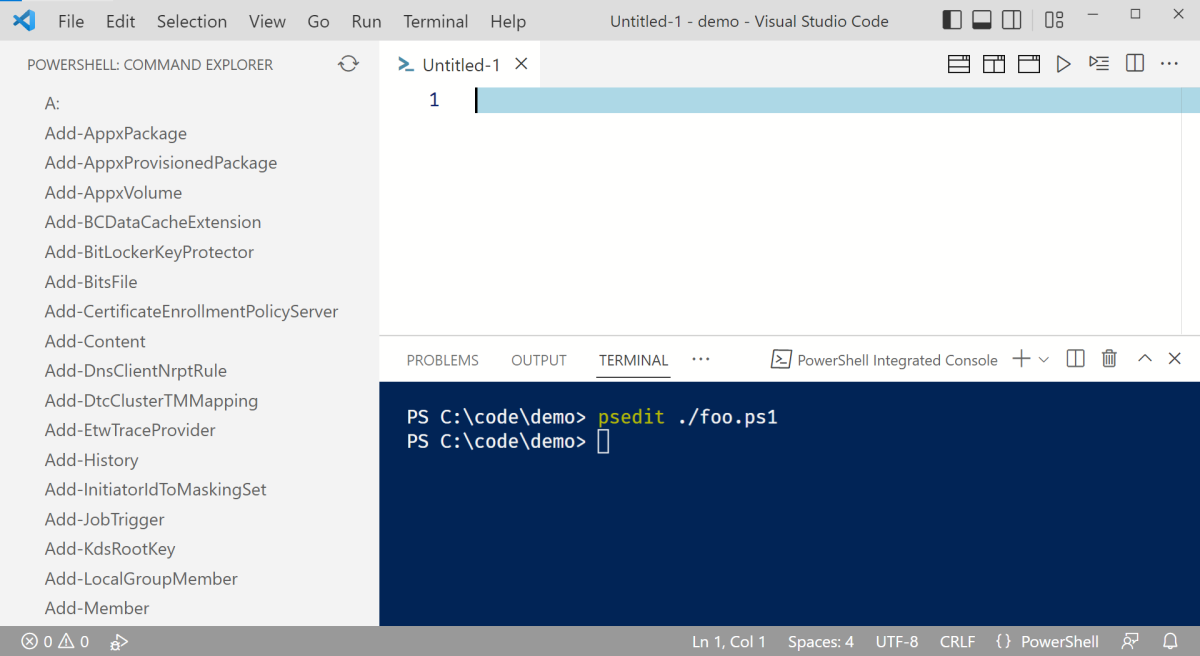 File Edit Selection View Go Run Terminal Help Untitled-1 - demo - Visual Studio Code
POWERSHELL: COMMAND EXPLORER
A:
Add-AppxPackage
Add-AppxProvisionedPackage
Add-AppxVolume
Add-BCDataCacheExtension
Add-BitLockerKeyProtector
Add-BitsFile
Add-CertificateEnrollmentPolicyServer
Add-Content
Add-DnsClientNrptRule
Add-DtcClusterTMMapping
Add-EtwTraceProvider
Add-History
Add-InitiatorIdToMaskingSet
Add-JobTrigger
Add-KdsRootKey
Add-LocalGroupMember
Add-Member
Untitled-1
1
PROBLEMS OUTPUT TERMINAL ··· PowerShell Integrated Console
PS C:\code\demo> psedit ./foo.ps1
PS C:\code\demo>
0 0 Ln 1, Col 1 Spaces: 4 UTF-8 CRLF {} PowerShell